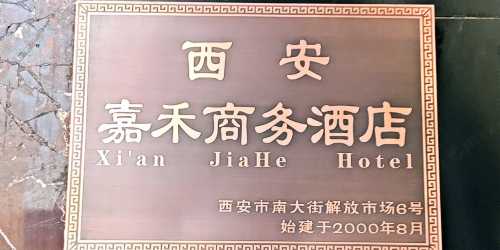 西安
嘉禾商务酒店
Xi'an JiaHe Hotel
西安市南大街解放市场6号
始建于2000年8月